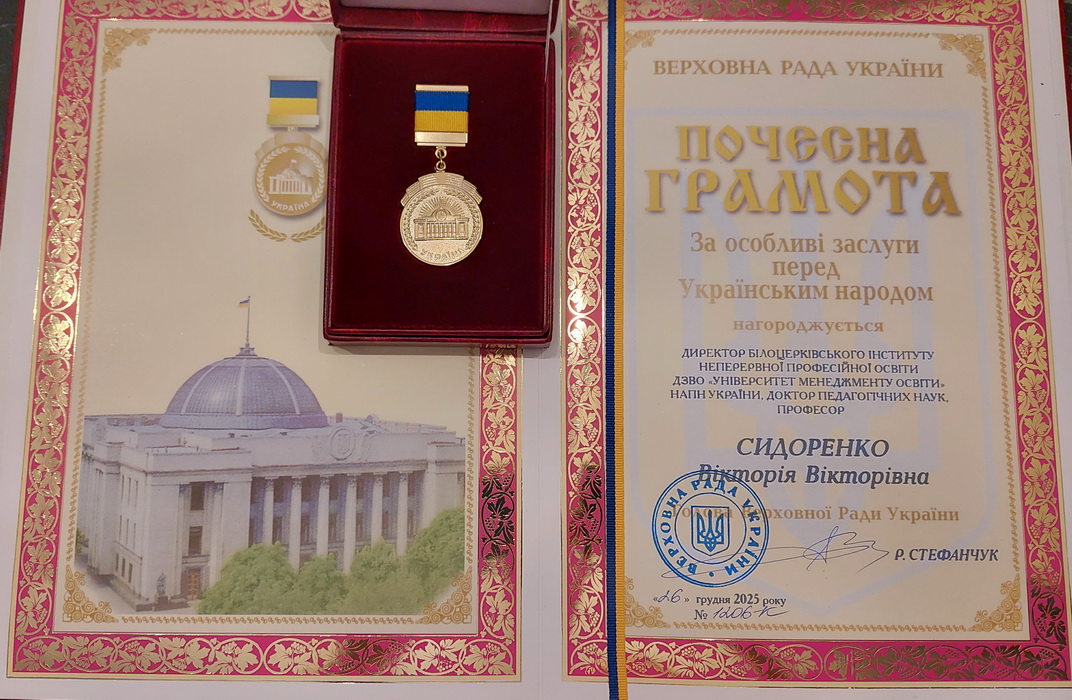 УКРАЇНА
УКРАЇНА
ВЕРХОВНА РАДА УКРАЇНИ
ПОЧЕСНА
ГРАМОТА
За особливі заслуги
перед
Українським народом
нагороджується
ДИРЕКТОР БІЛОЦЕРКІВСЬКОГО ІНСТИТУТУ
НЕПЕРЕРВНОЇ ПРОФЕСІЙНОЇ ОСВІТИ
ДЗВО «УНІВЕРСИТЕТ МЕНЕДЖМЕНТУ ОСВІТИ»
НАПН УКРАЇНИ, ДОКТОР ПЕДАГОГІЧНИХ НАУК,
ПРОФЕСОР
СИДОРЕНКО
Вікторія Вікторівна
Голова Верховної Ради України
ВЕРХОВНА РАДА УКРАЇНИ
Р. СТЕФАНЧУК
«26» грудня 2025 року
№ 1206-К